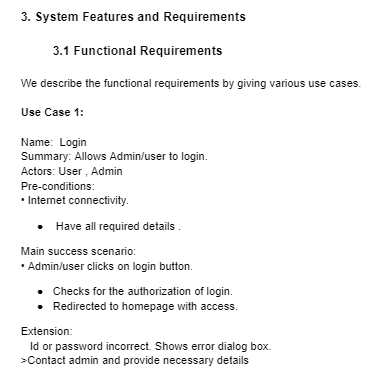 3. System Features and Requirements
3.1 Functional Requirements
We describe the functional requirements by giving various use cases.
Use Case 1:
Name: Login
Summary: Allows Admin/user to login.
Actors: User , Admin
Pre-conditions:
• Internet connectivity.
● Have all required details .
Main success scenario:
• Admin/user clicks on login button.
● Checks for the authorization of login.
● Redirected to homepage with access.
Extension:
Id or password incorrect. Shows error dialog box.
>Contact admin and provide necessary details